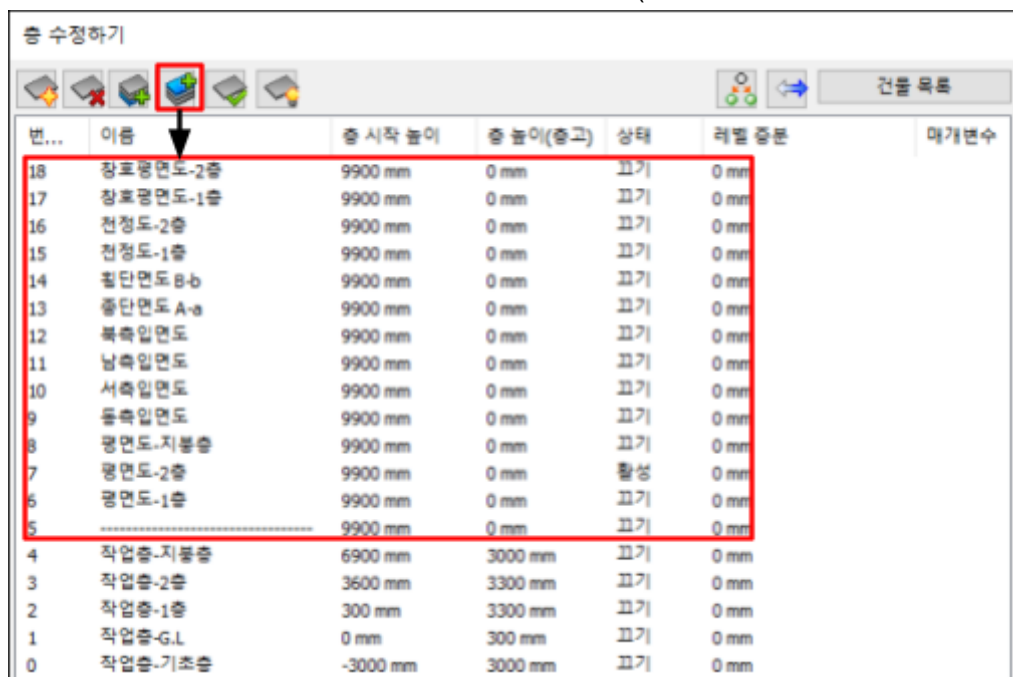 층 수정하기
건물 목록
번... 이름 층 시작 높이 층 높이(층고) 상태 레벨 증분 매개변수
18 창호평면도-2층 9900 mm 0 mm 끄기 0 mm
17 창호평면도-1층 9900 mm 0 mm 끄기 0 mm
16 천정도-2층 9900 mm 0 mm 끄기 0 mm
15 천정도-1층 9900 mm 0 mm 끄기 0 mm
14 횡단면도 B-b 9900 mm 0 mm 끄기 0 mm
13 종단면도 A-a 9900 mm 0 mm 끄기 0 mm
12 북측입면도 9900 mm 0 mm 끄기 0 mm
11 남측입면도 9900 mm 0 mm 끄기 0 mm
10 서측입면도 9900 mm 0 mm 끄기 0 mm
9 동측입면도 9900 mm 0 mm 끄기 0 mm
8 평면도-지붕층 9900 mm 0 mm 끄기 0 mm
7 평면도-2층 9900 mm 0 mm 활성 0 mm
6 평면도-1층 9900 mm 0 mm 끄기 0 mm
5 --------------------------------- 9900 mm 0 mm 끄기 0 mm
4 작업층-지붕층 6900 mm 3000 mm 끄기 0 mm
3 작업층-2층 3600 mm 3300 mm 끄기 0 mm
2 작업층-1층 300 mm 3300 mm 끄기 0 mm
1 작업층-G.L 0 mm 300 mm 끄기 0 mm
0 작업층-기초층 -3000 mm 3000 mm 끄기 0 mm